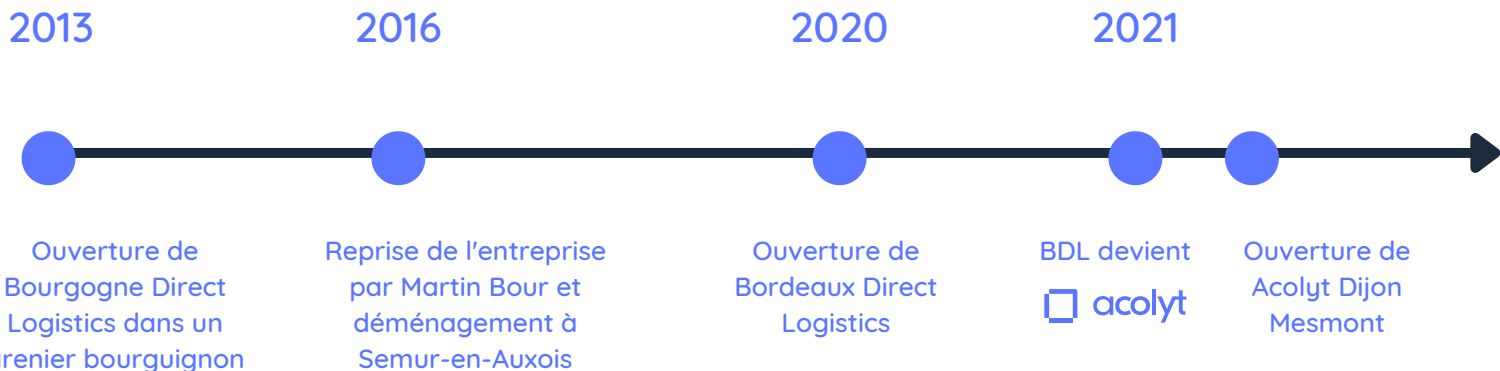 2013
2016
2020
2021
Ouverture de
Bourgogne Direct
Logistics dans un
grenier bourguignon
Reprise de l'entreprise
par Martin Bour et
déménagement à
Semur-en-Auxois
Ouverture de
Bordeaux Direct
Logistics
BDL devient
acolyt
Ouverture de
Acolyt Dijon
Mesmont